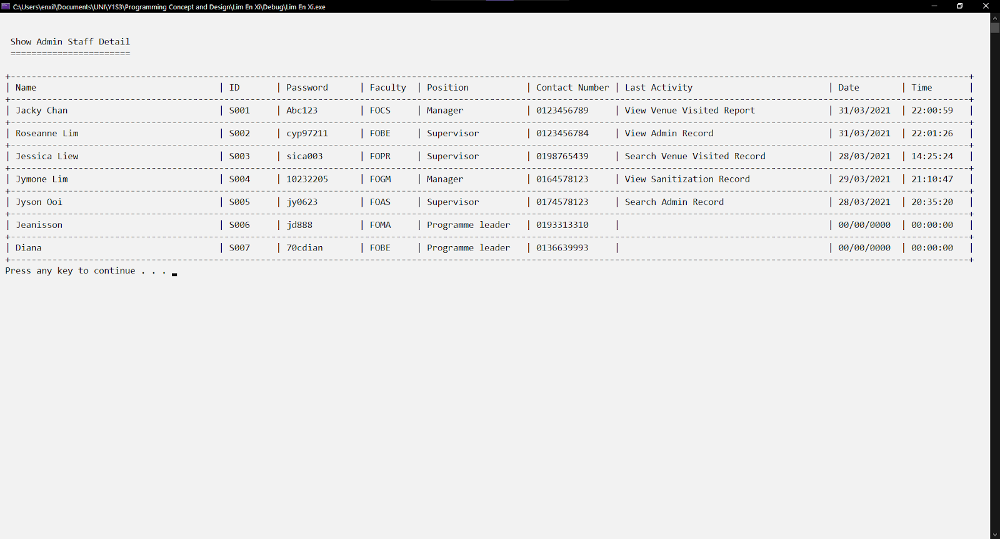 C:\Users\enxil\Documents\UNI\Y1S3\Programming Concept and Design\Lim En Xi\Debug\Lim En Xi.exe
Show Admin Staff Detail
=======================
| Name | ID | Password | Faculty | Position | Contact Number | Last Activity | Date | Time |
| Jacky Chan | S001 | Abc123 | FOCS | Manager | 0123456789 | View Venue Visited Report | 31/03/2021 | 22:00:59 |
| Roseanne Lim | S002 | cyp97211 | FOBE | Supervisor | 0123456784 | View Admin Record | 31/03/2021 | 22:01:26 |
| Jessica Liew | S003 | sica003 | FOPR | Supervisor | 0198765439 | Search Venue Visited Record | 28/03/2021 | 14:25:24 |
| Jymone Lim | S004 | 10232205 | FOGM | Manager | 0164578123 | View Sanitization Record | 29/03/2021 | 21:10:47 |
| Jyson Ooi | S005 | jy0623 | FOAS | Supervisor | 0174578123 | Search Admin Record | 28/03/2021 | 20:35:20 |
| Jeanisson | S006 | jd888 | FOMA | Programme leader | 0193313310 | | 00/00/0000 | 00:00:00 |
| Diana | S007 | 70cdian | FOBE | Programme leader | 0136639993 | | 00/00/0000 | 00:00:00 |
Press any key to continue . . .